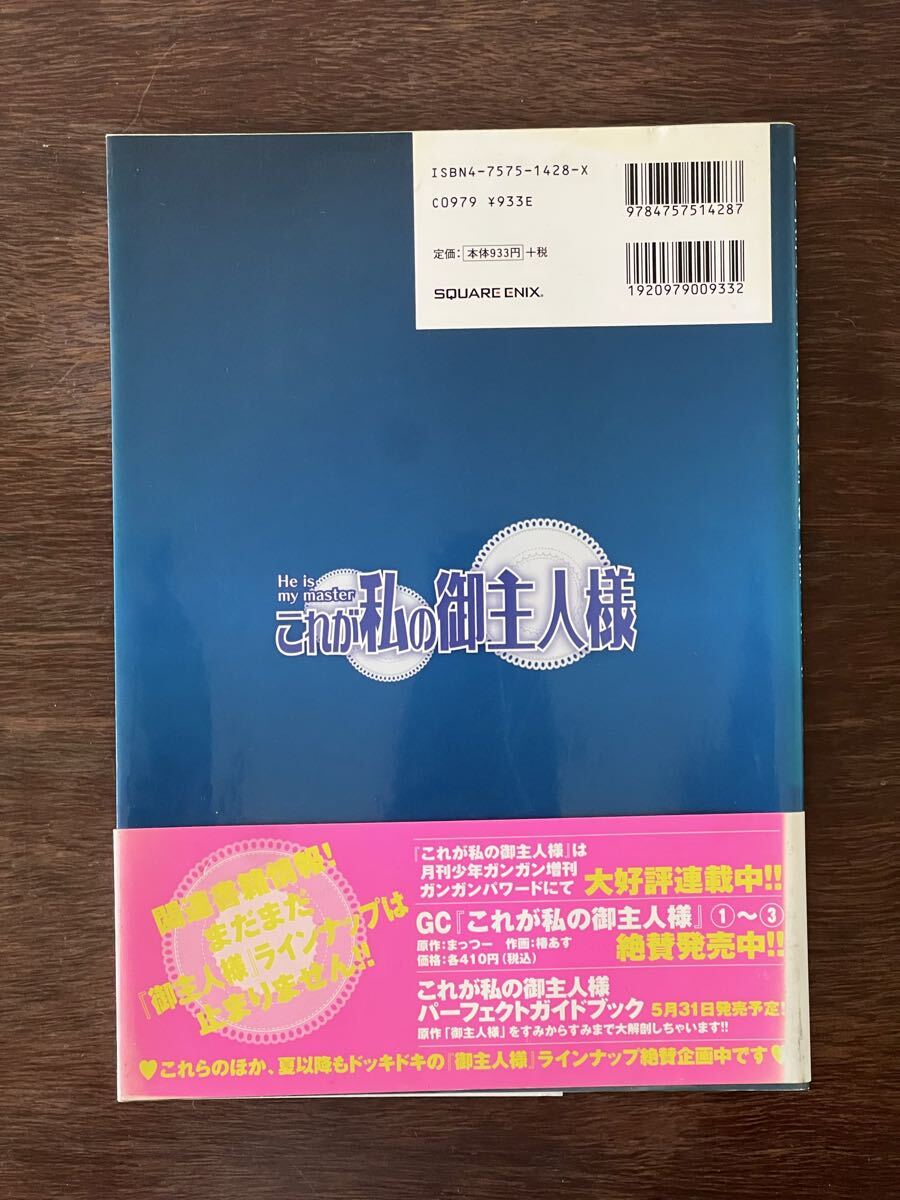 ISBN4-7575-1428-X
C0979 ¥933E
定価：本体933円+税
SQUARE ENIX.
9784757514287
1920979009332
He is
my master
これが私の御主人様
関連書籍情報!
まだまだ
『御主人様』ラインナップは
止まりません!!
『これが私の御主人様』は
月刊少年ガンガン増刊
ガンガンパワードにて
大好評連載中!!
GC『これが私の御主人様』①〜③
原作：まっつー 作画：椿あす
価格：各410円（税込）
絶賛発売中!!
これが私の御主人様
パーフェクトガイドブック 5月31日発売予定!
原作「御主人様」をすみからすみまで大解剖しちゃいます!!
♥これらのほか、夏以降もドッキドキの『御主人様』ラインナップ絶賛企画中です♥